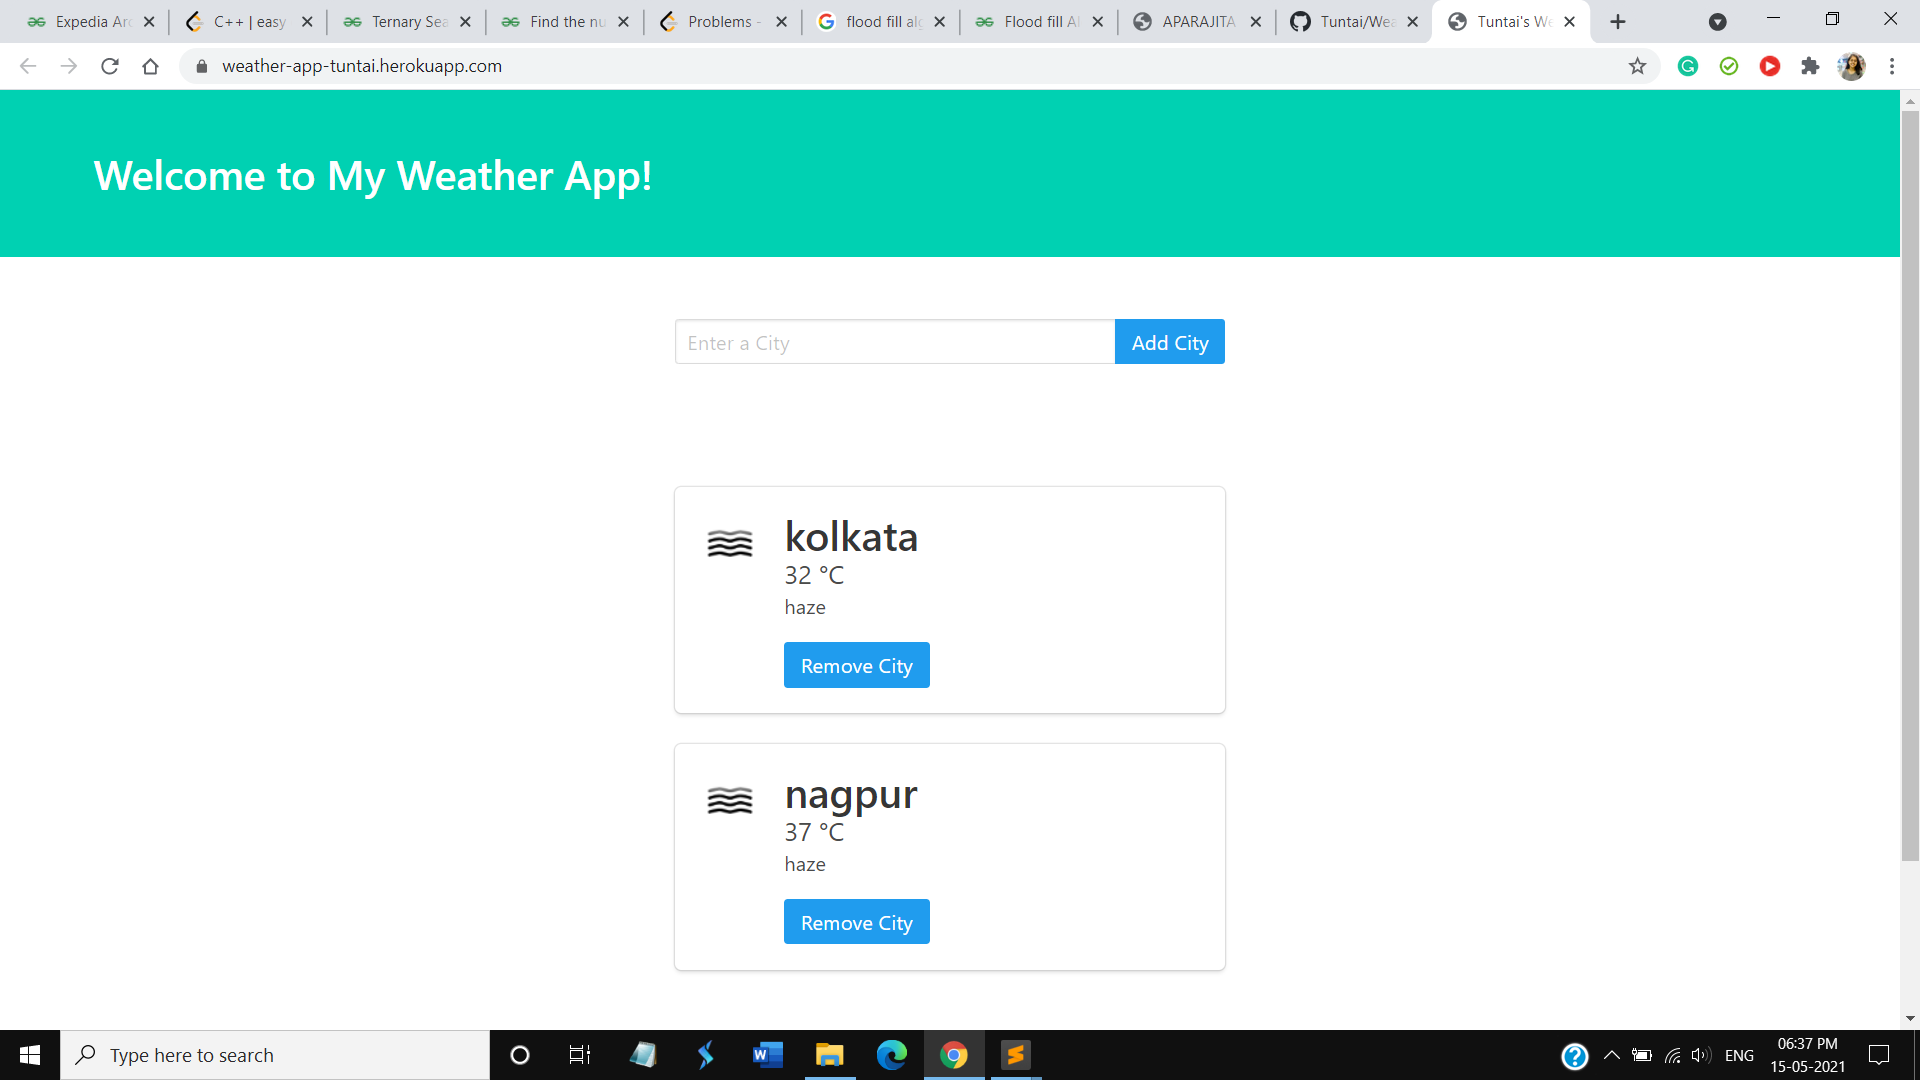 Expedia Arc
C++ | easy
Ternary Sea
Find the nu
Problems -
flood fill alg
Flood fill Al
APARAJITA
Tuntai/Wea
Tuntai's We
weather-app-tuntai.herokuapp.com
Welcome to My Weather App!
Enter a City
Add City
kolkata
32 °C
haze
Remove City
nagpur
37 °C
haze
Remove City
Type here to search
ENG
06:37 PM
15-05-2021